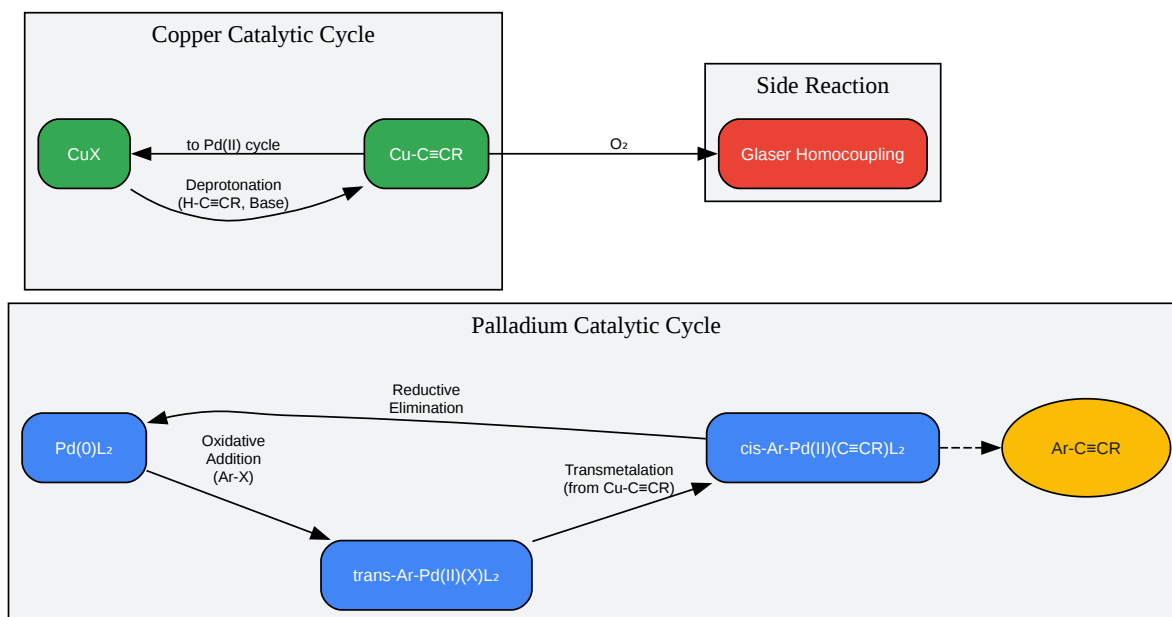 Copper Catalytic Cycle
Side Reaction
CuX
to Pd(II) cycle
Cu-C≡CR
O₂
Glaser Homocoupling
Deprotonation
(H-C≡CR, Base)
Palladium Catalytic Cycle
Reductive
Elimination
Pd(0)L₂
Oxidative
Addition
(Ar-X)
Transmetalation
(from Cu-C≡CR)
cis-Ar-Pd(II)(C≡CR)L₂
Ar-C≡CR
trans-Ar-Pd(II)(X)L₂